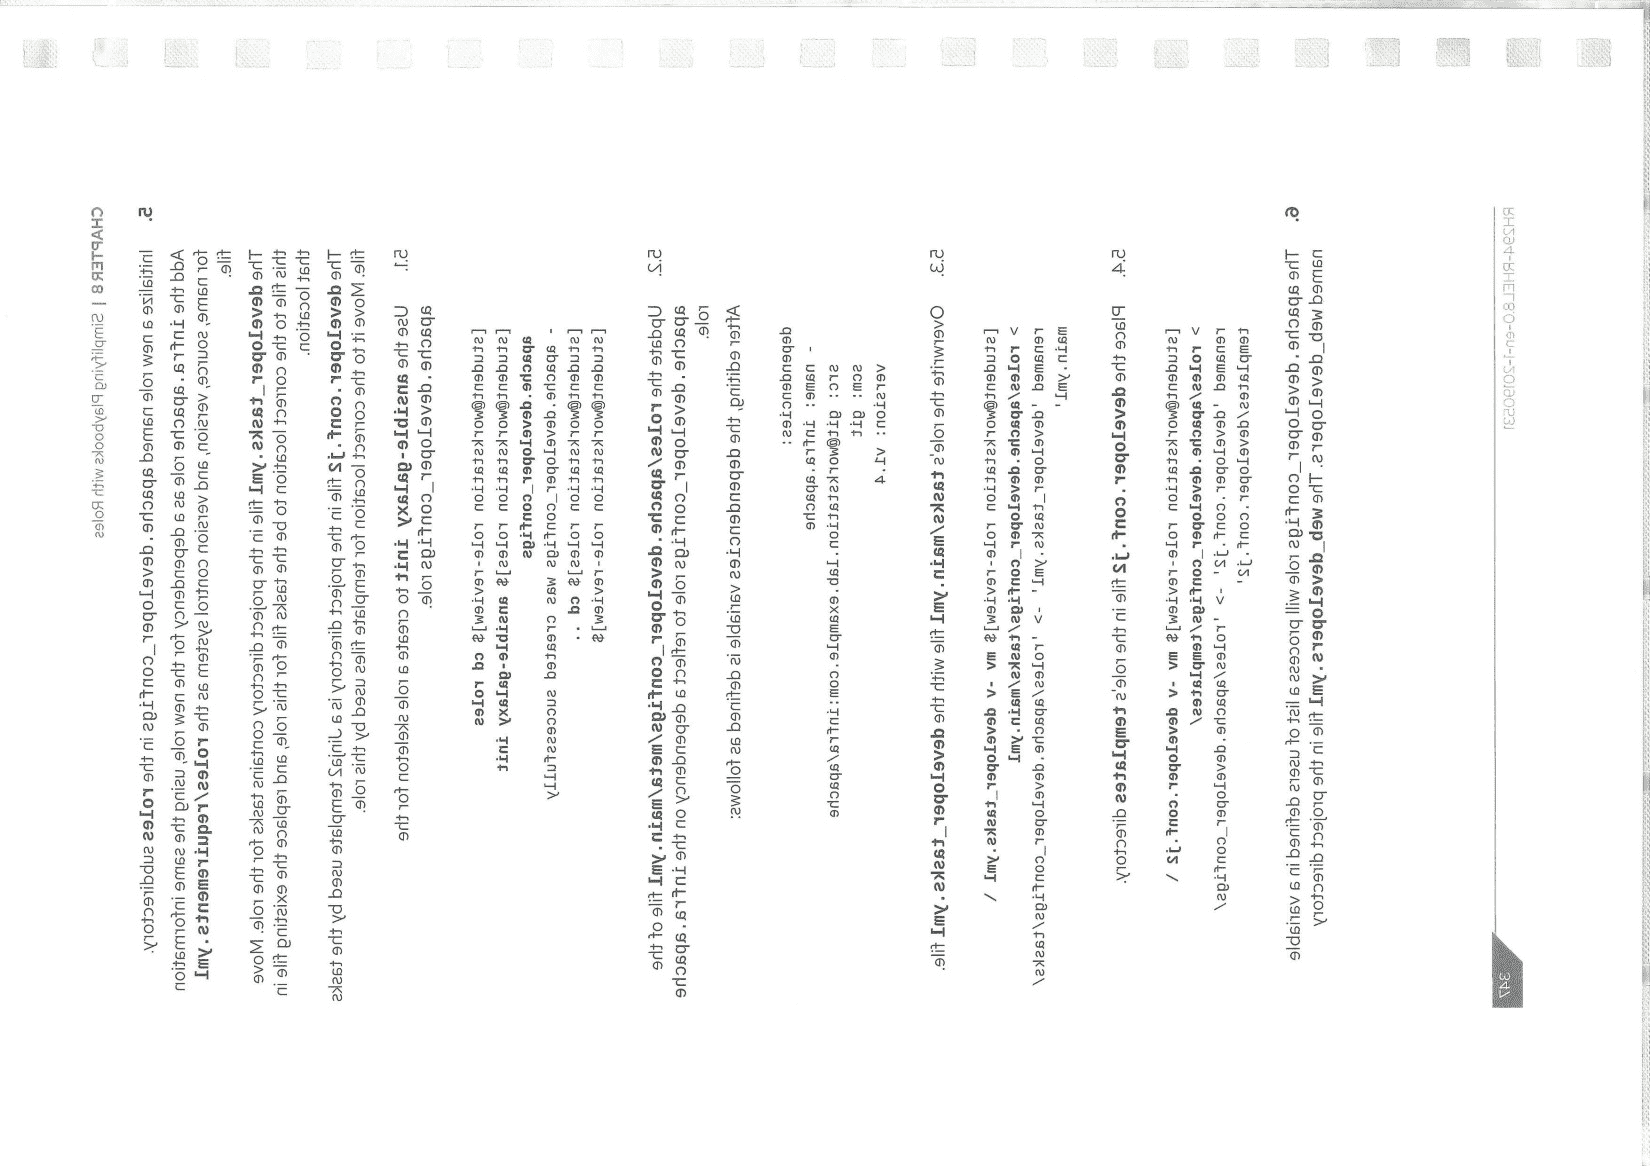 CHAPTER 8 | Simplifying Playbooks with Roles
5. Initialize a new role named apache.developer_configs in the roles subdirectory.
Add the infra.apache role as a dependency for the new role, using the same information
for name, source, version, and version control system as the roles/requirements.yml
file.
The developer_tasks.yml file in the project directory contains tasks for the role. Move
this file to the correct location to be the tasks file for this role, and replace the existing file in
that location.
The developer.conf.j2 file in the project directory is a Jinja2 template used by the tasks
file. Move it to the correct location for template files used by this role.
5.1. Use the ansible-galaxy init to create a role skeleton for the
apache.developer_configs role.
[student@workstation role-review]$ cd roles
[student@workstation roles]$ ansible-galaxy init
apache.developer_configs
- apache.developer_configs was created successfully
[student@workstation roles]$ cd ..
[student@workstation role-review]$
5.2. Update the roles/apache.developer_configs/meta/main.yml file of the
apache.developer_configs role to reflect a dependency on the infra.apache
role.
After editing, the dependencies variable is defined as follows:
dependencies:
- name: infra.apache
src: git@workstation.lab.example.com:infra/apache
scm: git
version: v1.4
5.3. Overwrite the role's tasks/main.yml file with the developer_tasks.yml file.
[student@workstation role-review]$ mv -v developer_tasks.yml \
> roles/apache.developer_configs/tasks/main.yml
renamed 'developer_tasks.yml' -> 'roles/apache.developer_configs/tasks/
main.yml'
5.4. Place the developer.conf.j2 file in the role's templates directory.
[student@workstation role-review]$ mv -v developer.conf.j2 \
> roles/apache.developer_configs/templates/
renamed 'developer.conf.j2' -> 'roles/apache.developer_configs/
templates/developer.conf.j2'
6. The apache.developer_configs role will process a list of users defined in a variable
named web_developers. The web_developers.yml file in the project directory
RH294-RHEL8.0-en-1-20190531
347